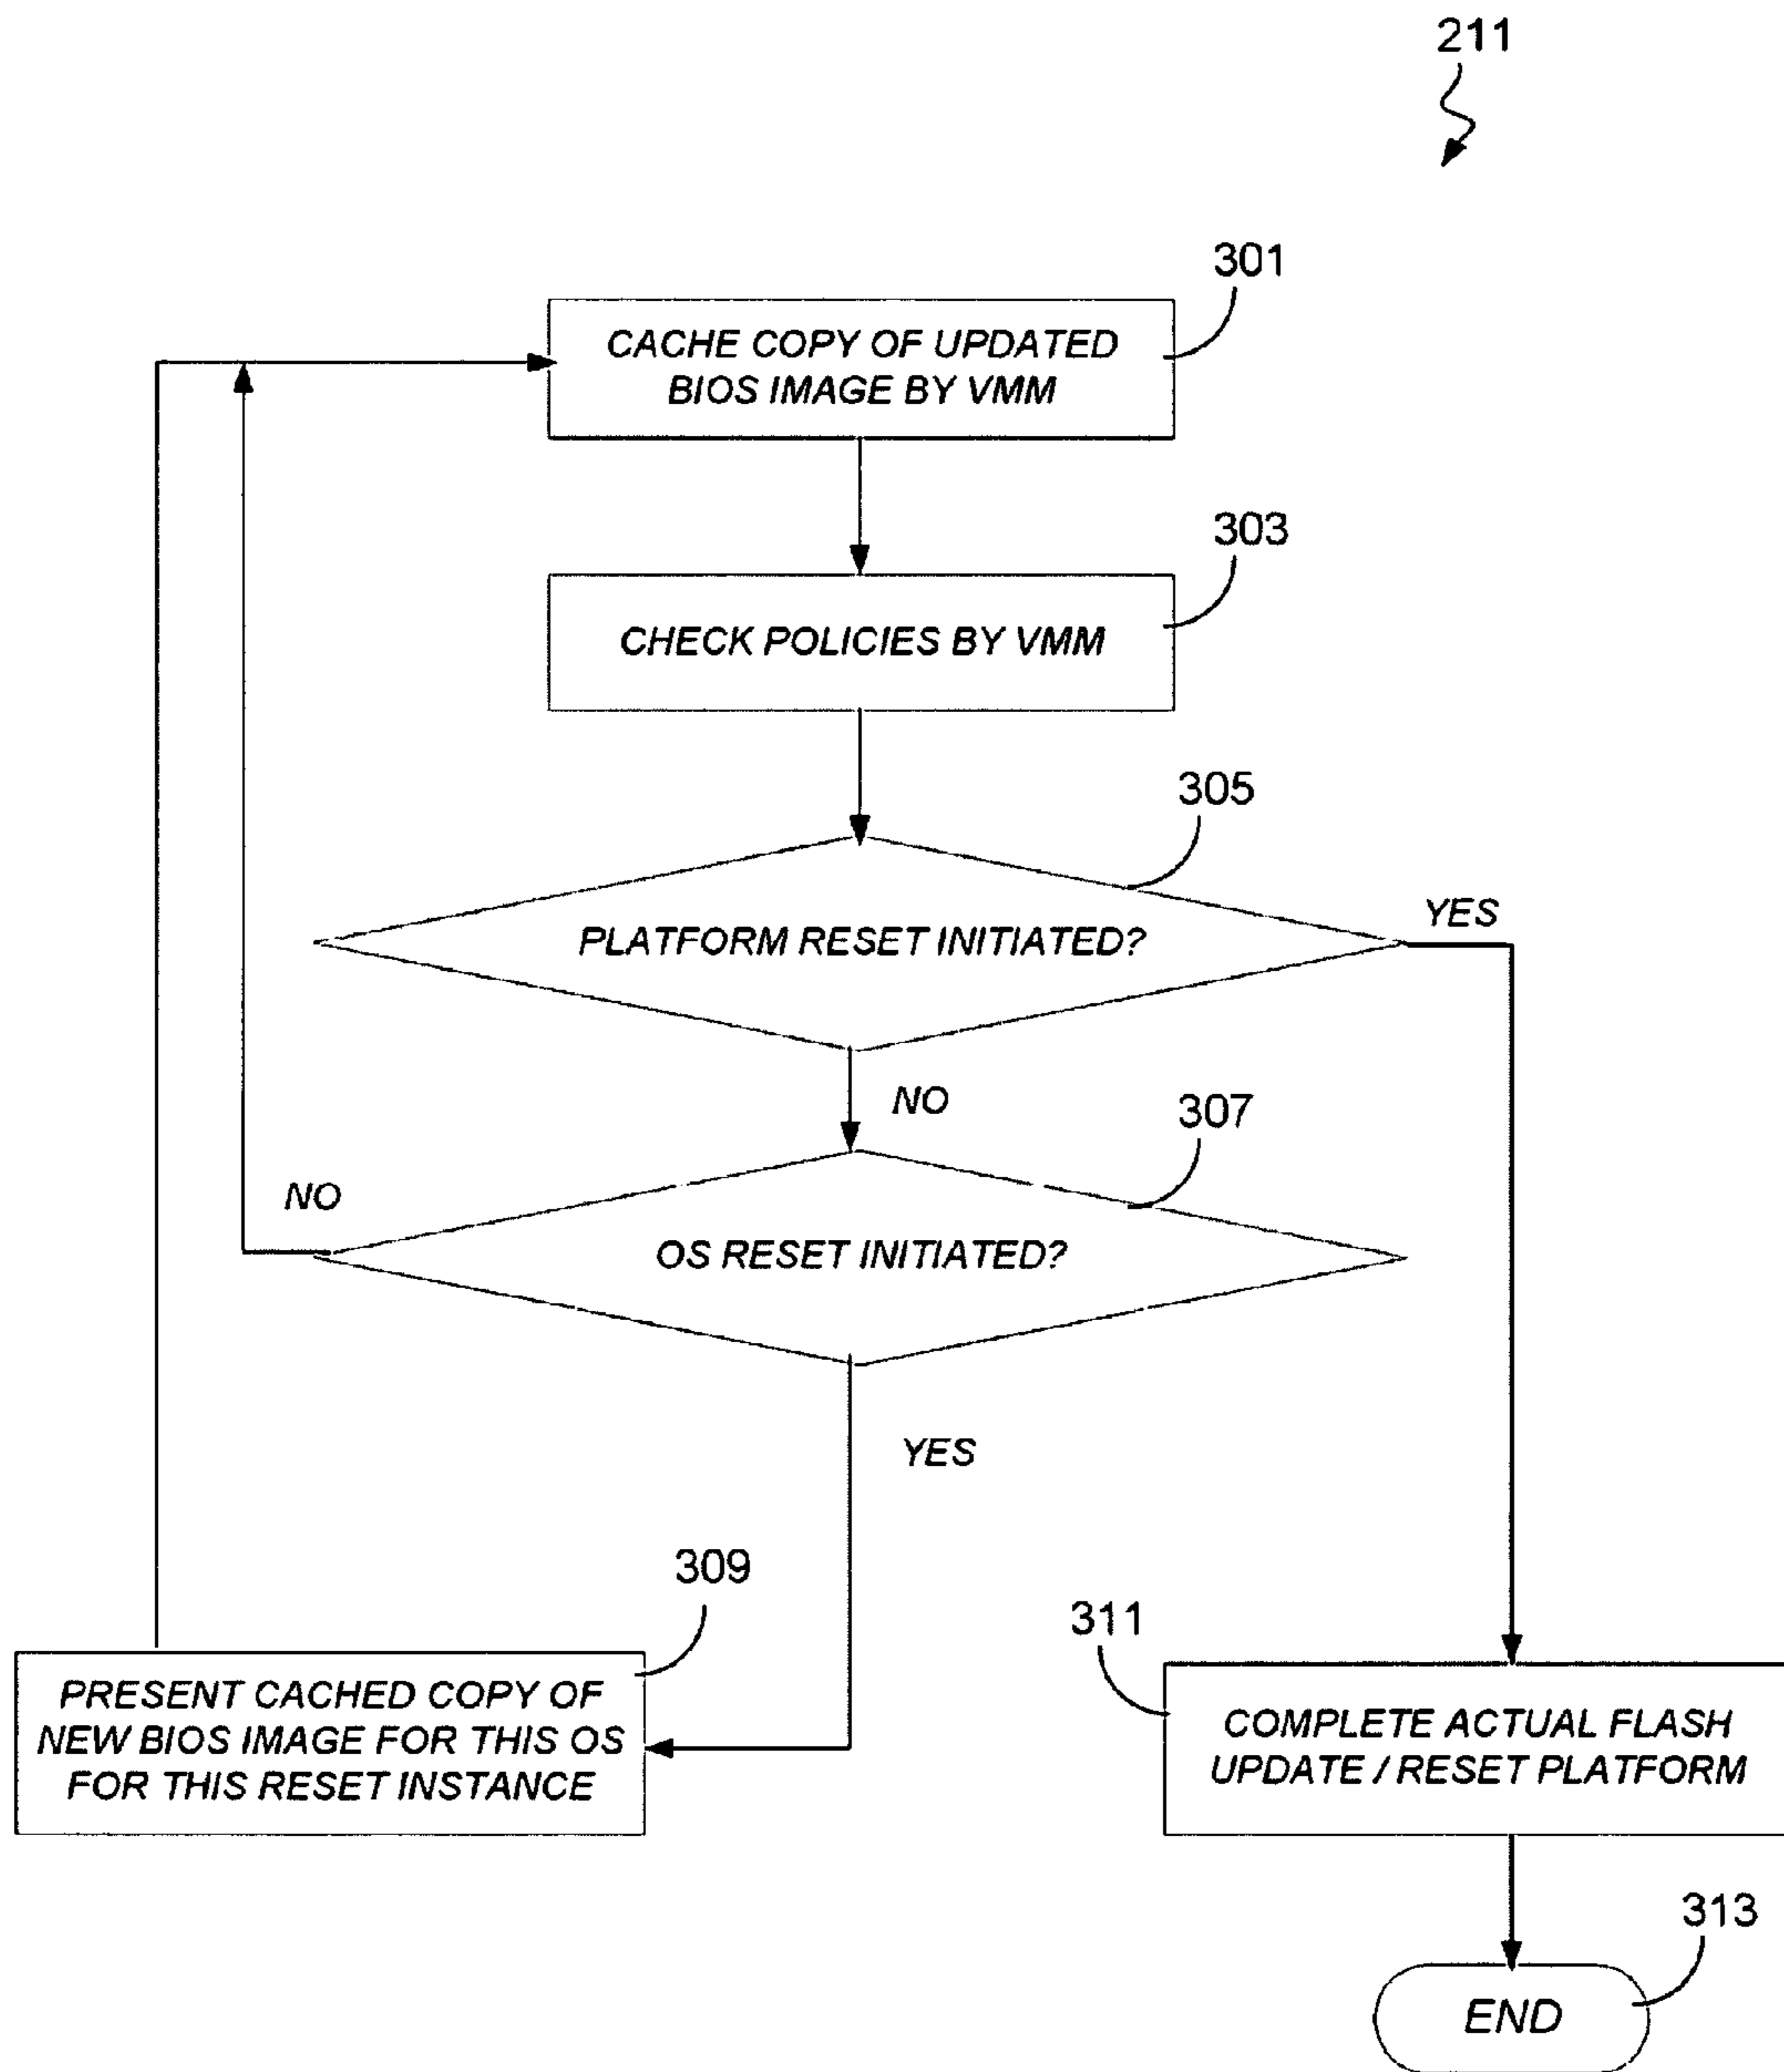 211
301
CACHE COPY OF UPDATED
BIOS IMAGE BY VMM
303
CHECK POLICIES BY VMM
305
PLATFORM RESET INITIATED?
YES
NO
307
NO
OS RESET INITIATED?
YES
309
PRESENT CACHED COPY OF
NEW BIOS IMAGE FOR THIS OS
FOR THIS RESET INSTANCE
311
COMPLETE ACTUAL FLASH
UPDATE / RESET PLATFORM
313
END